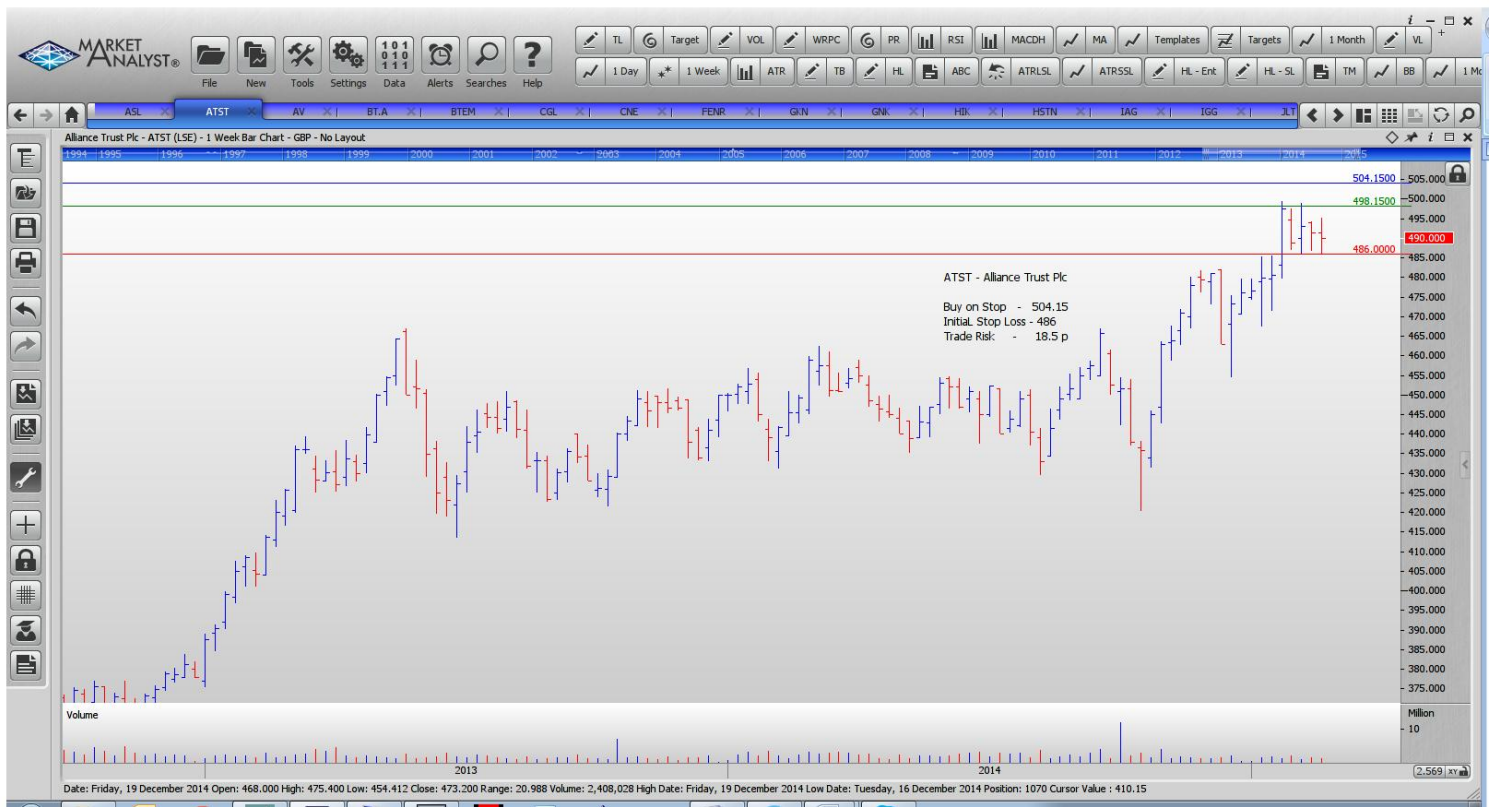 i
MARKET
ANALYST®
File New Tools Settings Data Alerts Searches Help
TL Target VOL WRPC PR RSI MACDH MA Templates Targets 1 Month VL +
1 Day 1 Week ATR TB HL ABC ATRLSL ATRSSL HL - Ent HL - SL TM BB
ASL ATST AV BT.A BTEM CGL CNE FENR GKN GNK HIK HSTN IAG IGG JLT
Alliance Trust Plc - ATST (LSE) - 1 Week Bar Chart - GBP - No Layout
1994 1995 1996 1997 1998 1999 2000 2001 2002 2003 2004 2005 2006 2007 2008 2009 2010 2011 2012 2013 2014 2015
504.1500
505.000
500.000
498.1500
495.000
490.000
486.0000
485.000
ATST - Alliance Trust Plc
480.000
475.000
Buy on Stop - 504.15
470.000
Initial Stop Loss - 486
Trade Risk - 18.5 p
465.000
460.000
455.000
450.000
445.000
440.000
435.000
430.000
425.000
420.000
415.000
410.000
405.000
400.000
395.000
390.000
385.000
380.000
375.000
Volume
Million
10
2013 2014
2.569 XY
Date: Friday, 19 December 2014 Open: 468.000 High: 475.400 Low: 454.412 Close: 473.200 Range: 20.988 Volume: 2,408,028 High Date: Friday, 19 December 2014 Low Date: Tuesday, 16 December 2014 Position: 1070 Cursor Value : 410.15